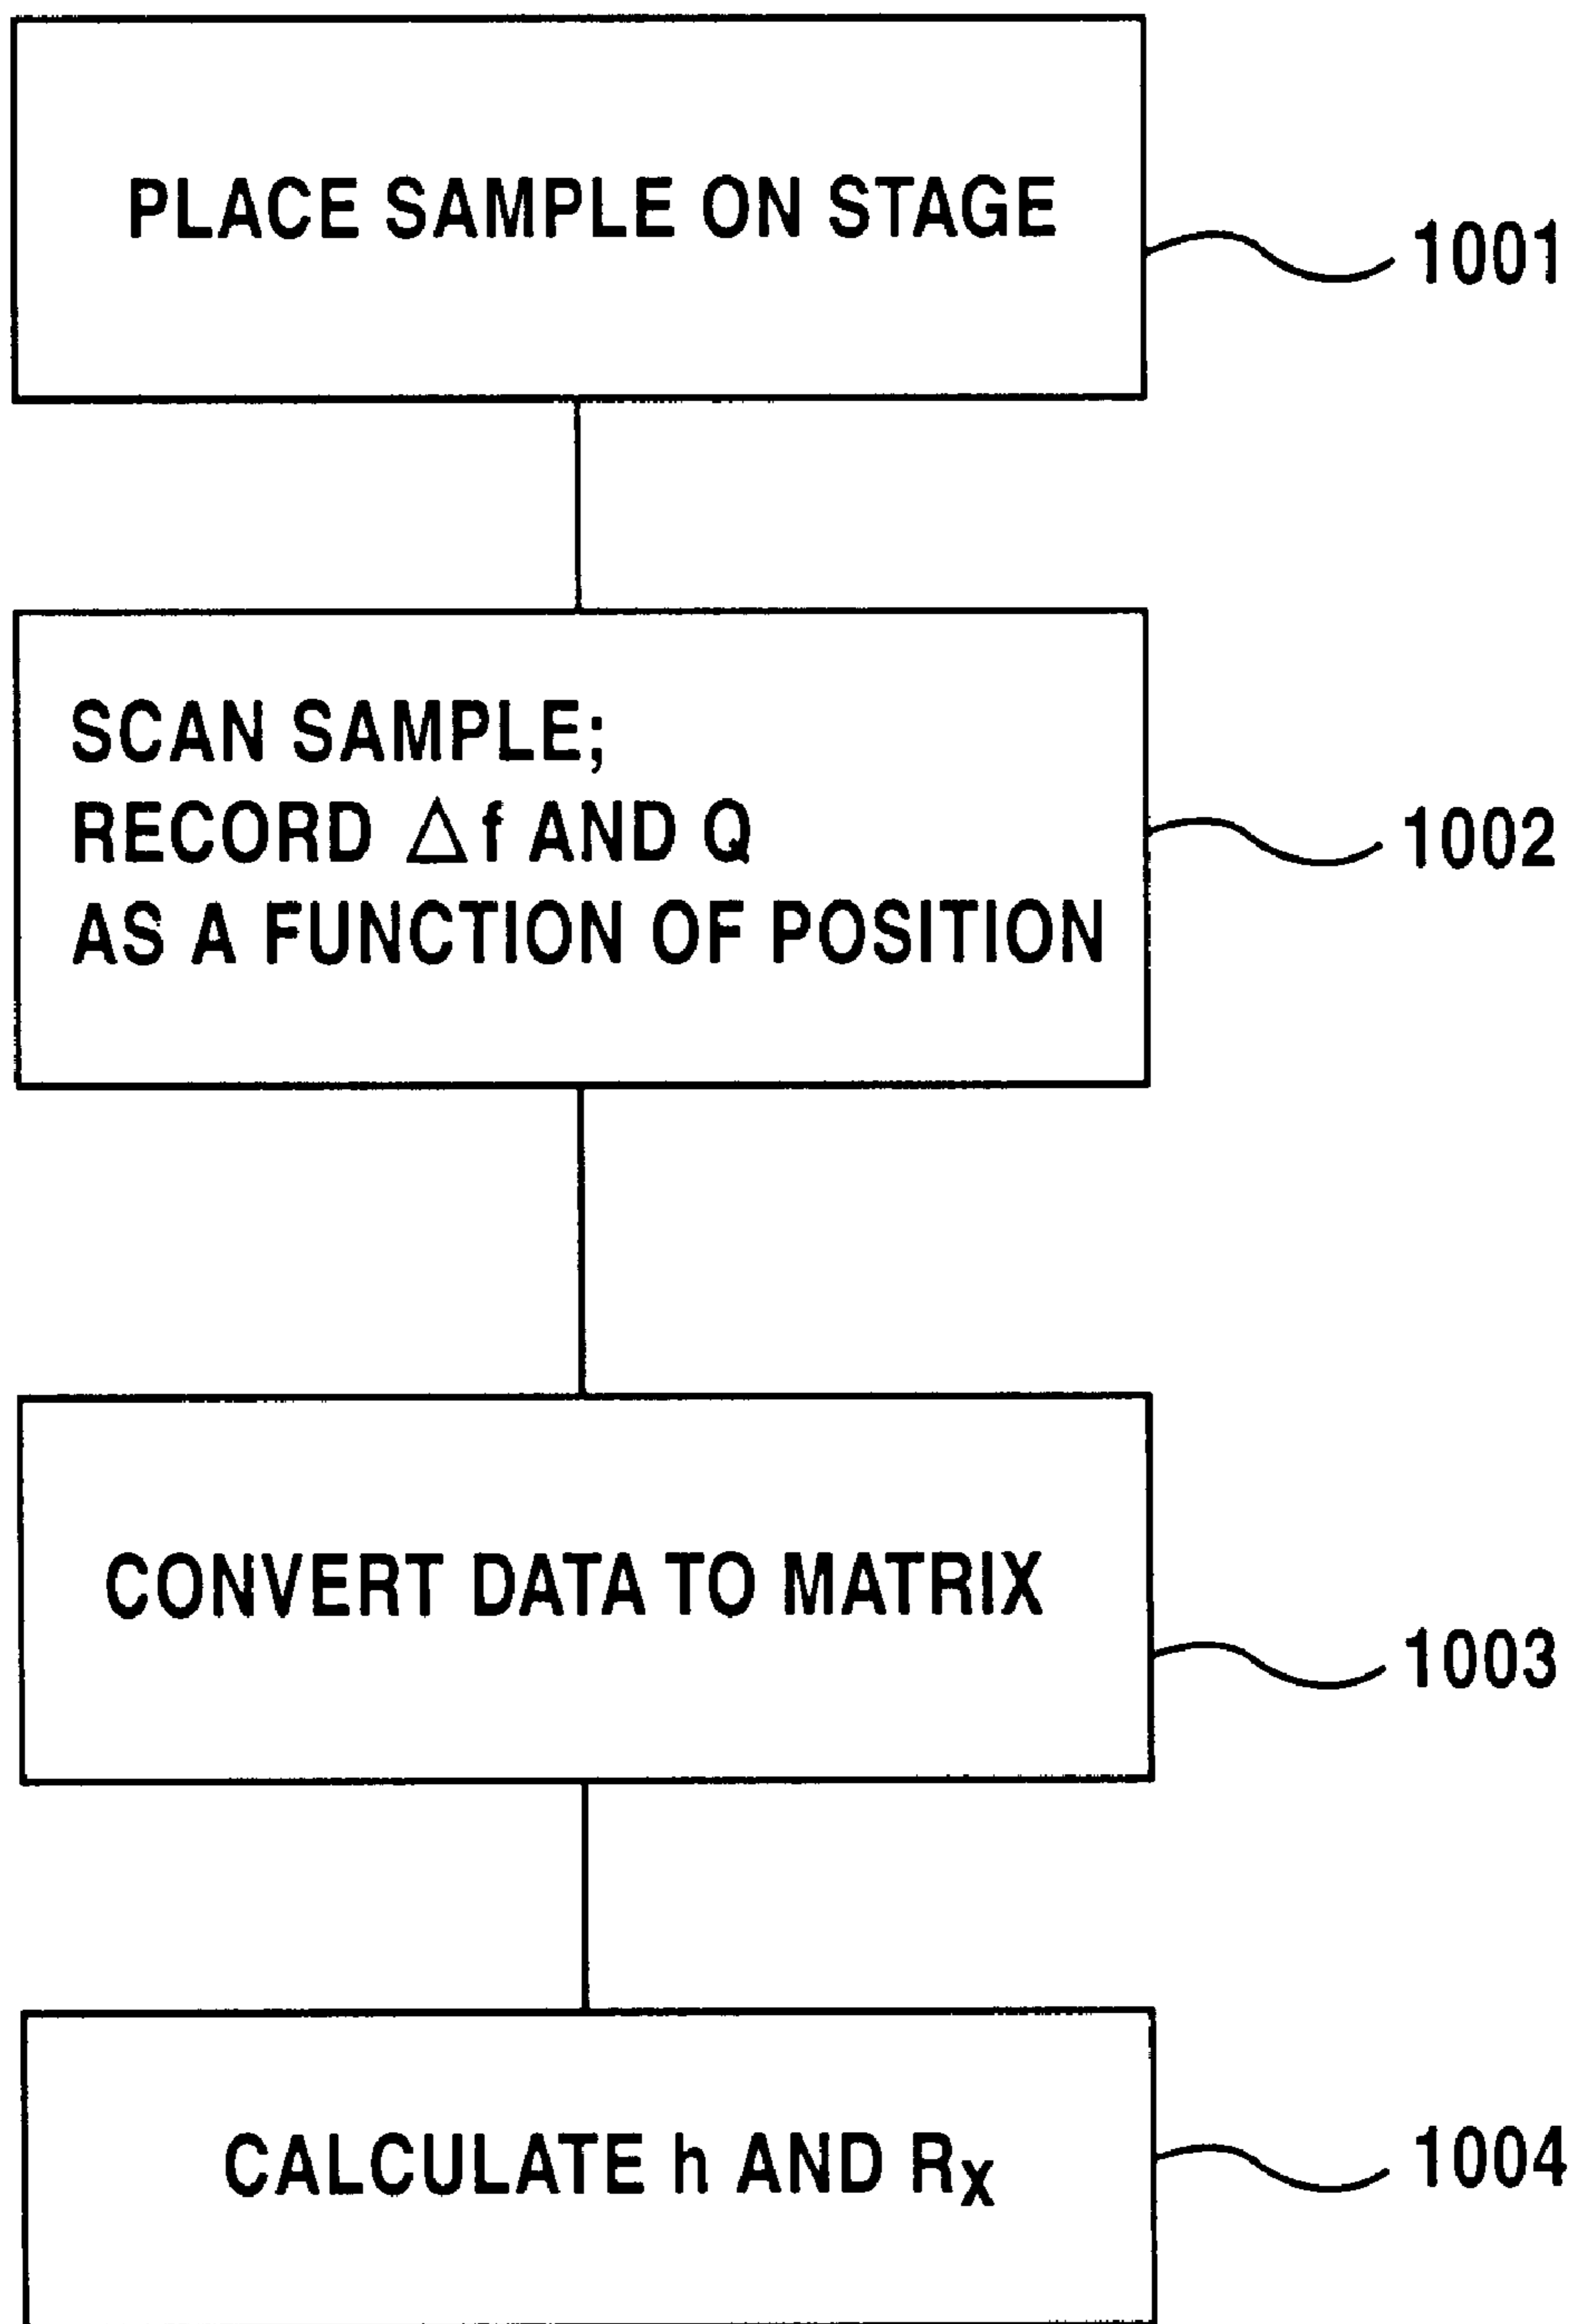 PLACE SAMPLE ON STAGE
1001
SCAN SAMPLE;
RECORD △f AND Q
AS A FUNCTION OF POSITION
1002
CONVERT DATA TO MATRIX
1003
CALCULATE h AND Rx
1004